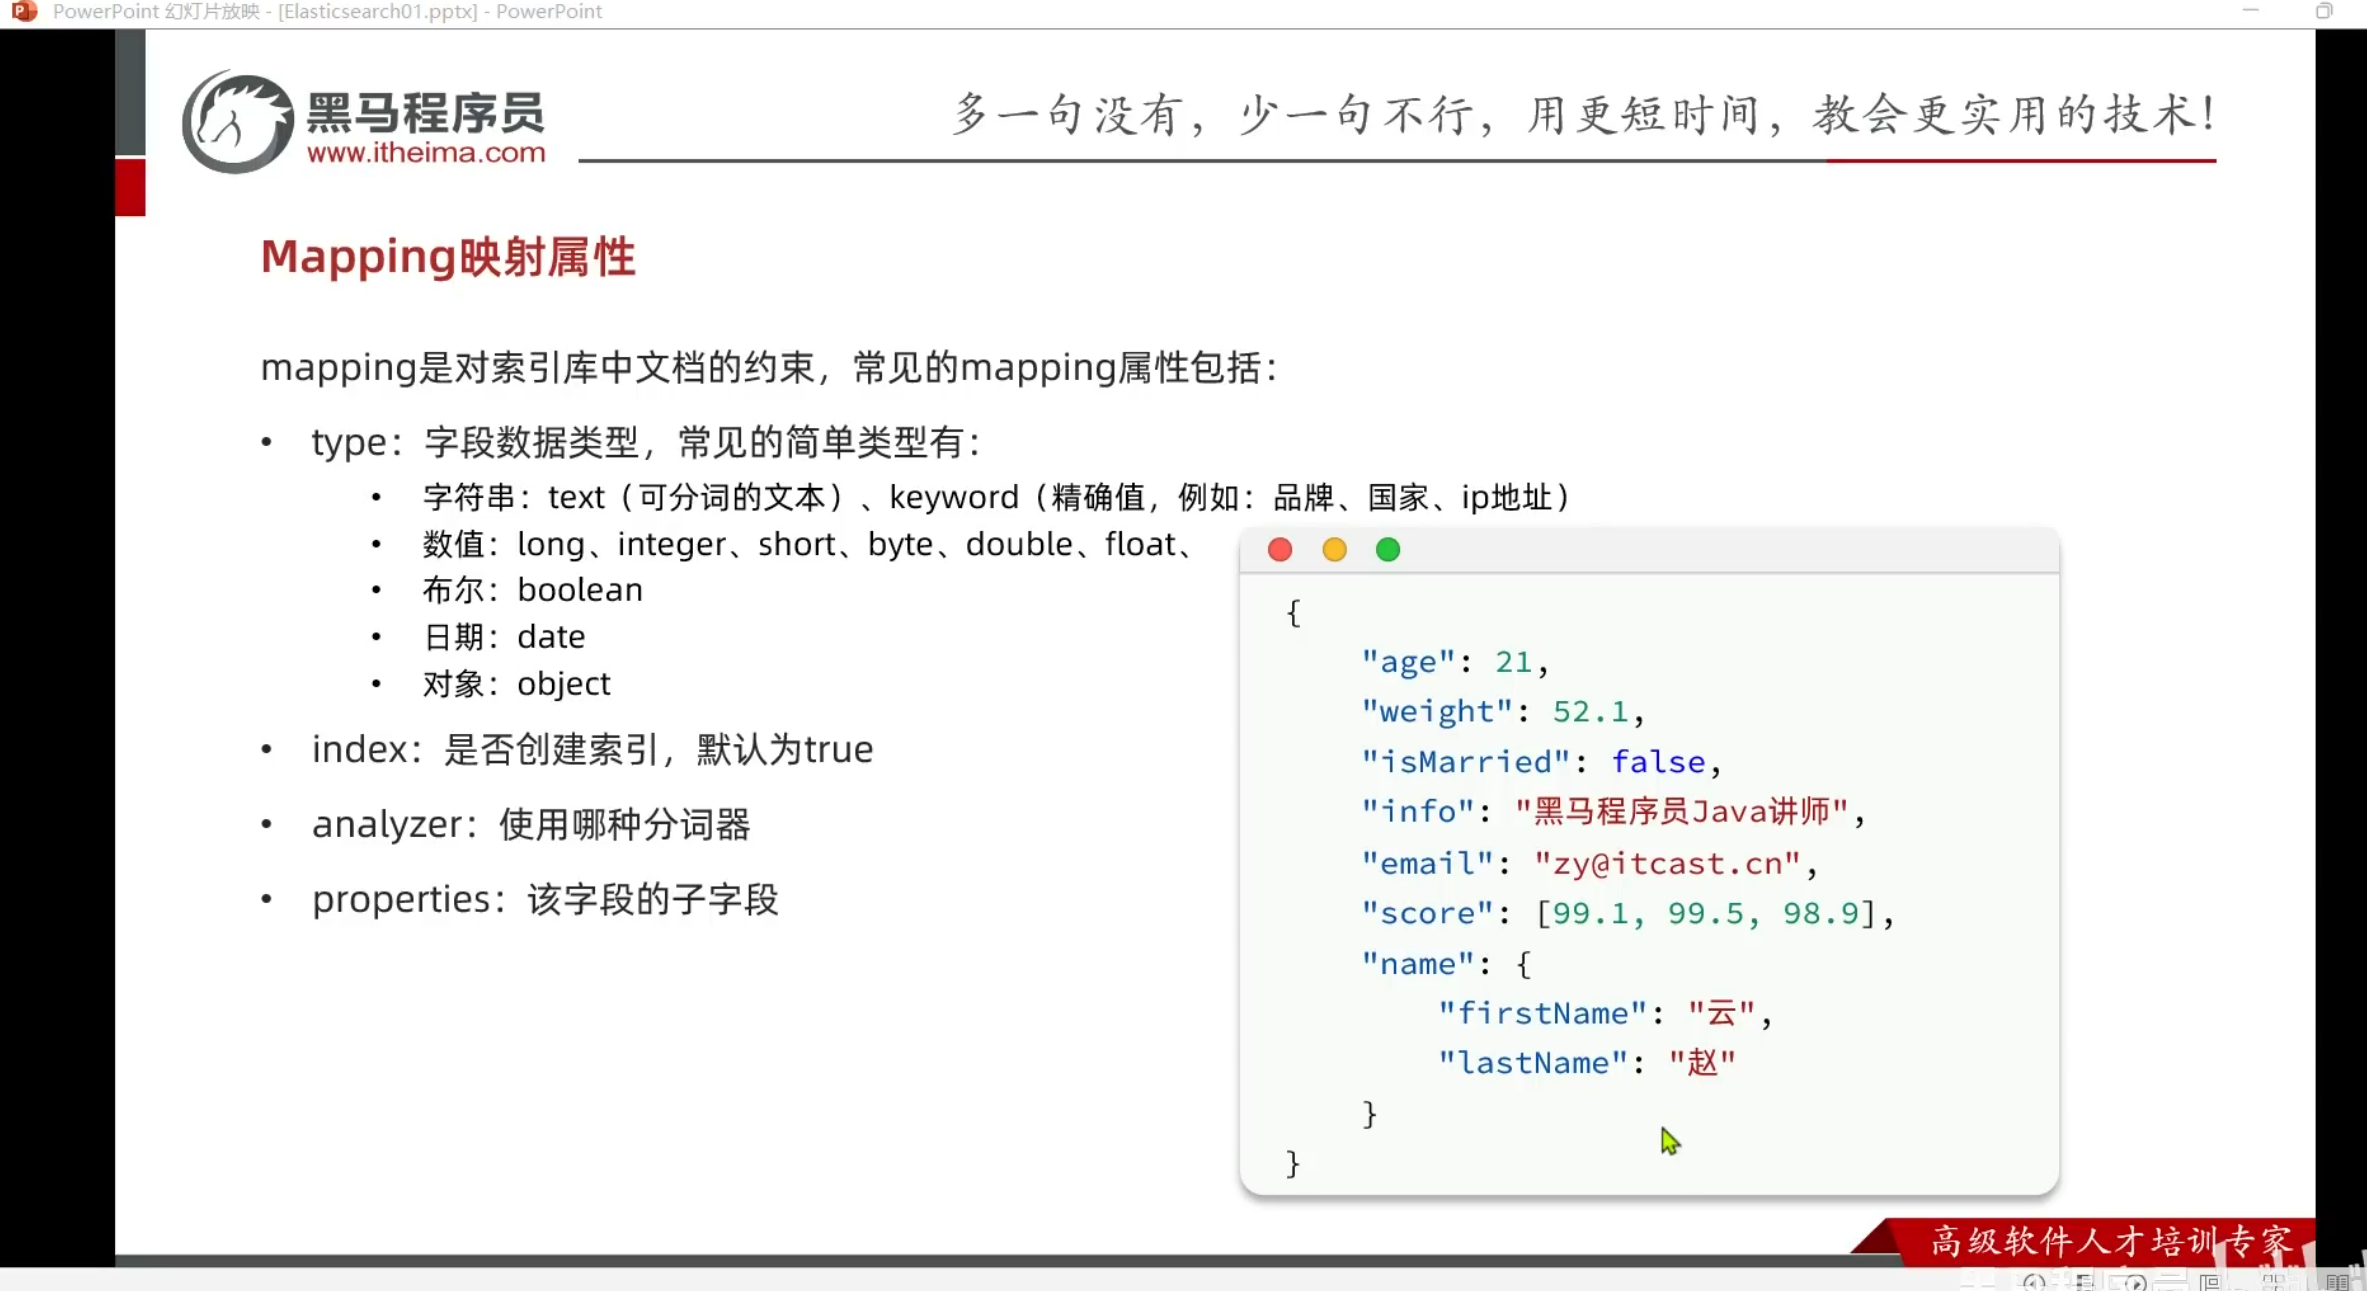 PowerPoint 幻灯片放映 - [Elasticsearch01.pptx] - PowerPoint
黑马程序员
www.itheima.com
多一句没有，少一句不行，用更短时间，教会更实用的技术！
Mapping映射属性
mapping是对索引库中文档的约束，常见的mapping属性包括：
• type：字段数据类型，常见的简单类型有：
• 字符串：text（可分词的文本）、keyword（精确值，例如：品牌、国家、ip地址）
• 数值：long、integer、short、byte、double、float、
• 布尔：boolean
• 日期：date
• 对象：object
• index：是否创建索引，默认为true
• analyzer：使用哪种分词器
• properties：该字段的子字段
{
"age": 21,
"weight": 52.1,
"isMarried": false,
"info": "黑马程序员Java讲师",
"email": "zy@itcast.cn",
"score": [99.1, 99.5, 98.9],
"name": {
"firstName": "云",
"lastName": "赵"
}
}
高级软件人才培训专家